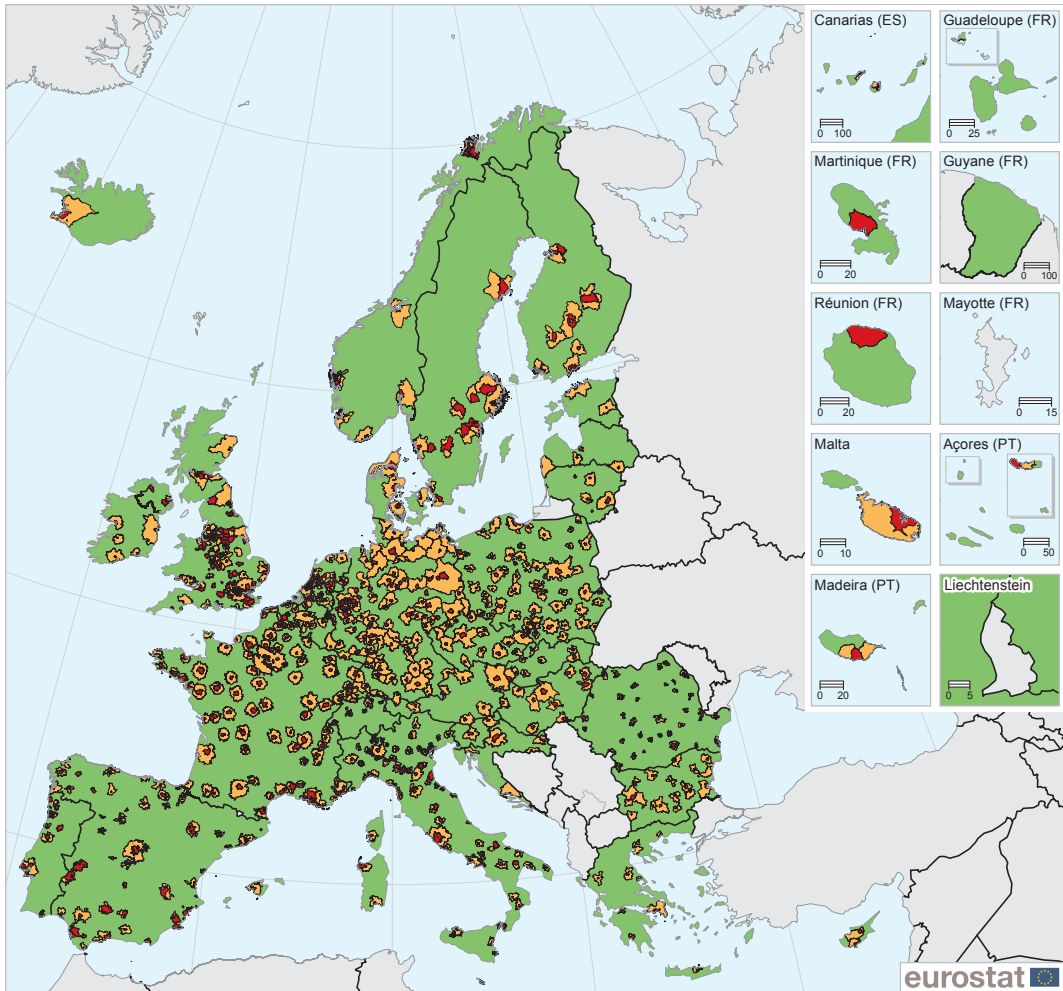 Canarias (ES)
0 100
Guadeloupe (FR)
0 25
Martinique (FR)
0 20
Guyane (FR)
0 100
Réunion (FR)
0 20
Mayotte (FR)
0 15
Malta
0 10
Açores (PT)
0 50
Madeira (PT)
0 20
Liechtenstein
0 5
eurostat